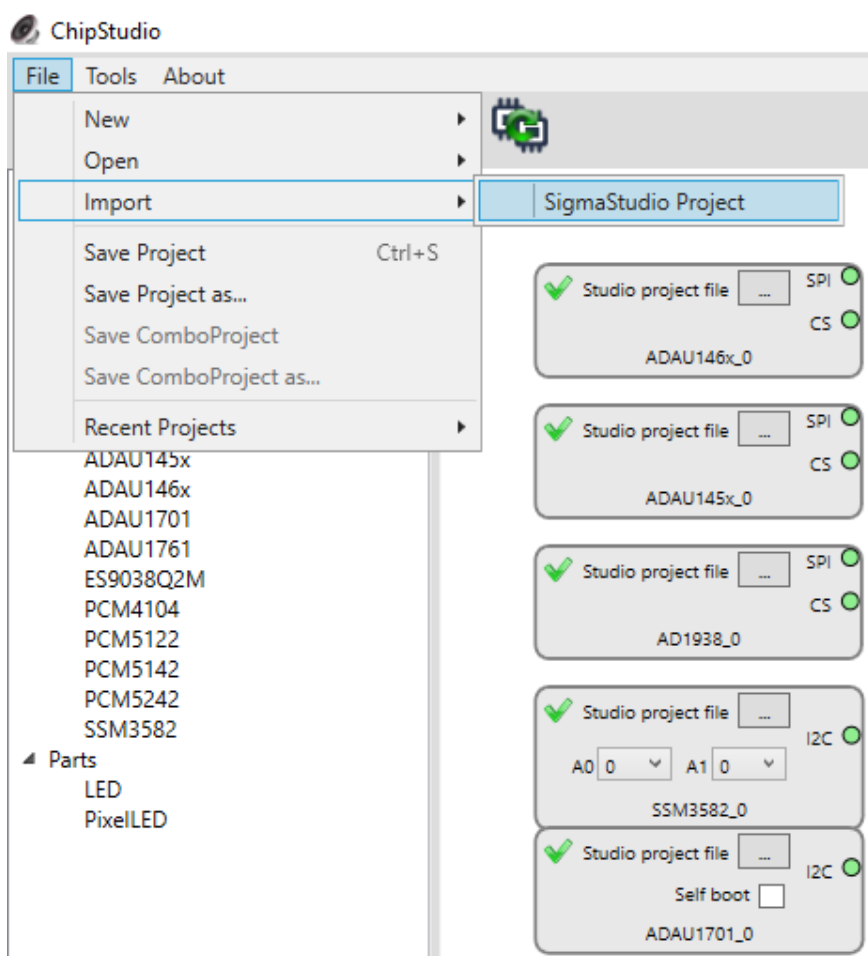 ChipStudio
File Tools About
New
Open
Import
SigmaStudio Project
Save Project Ctrl+S
Save Project as...
Save ComboProject
Save ComboProject as...
Recent Projects
ADAU145x
ADAU146x
ADAU1701
ADAU1761
ES9038Q2M
PCM4104
PCM5122
PCM5142
PCM5242
SSM3582
Parts
LED
PixelLED
Studio project file ... SPI
CS
ADAU146x_0
Studio project file ... SPI
CS
ADAU145x_0
Studio project file ... SPI
CS
AD1938_0
Studio project file ...
I2C
A0 0 A1 0
SSM3582_0
Studio project file ...
I2C
Self boot
ADAU1701_0